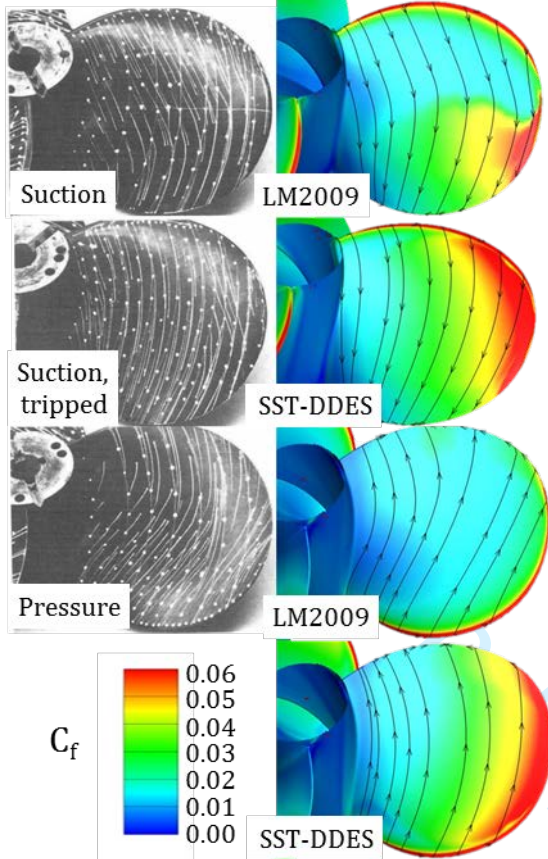 Suction
LM2009
Suction,
tripped
SST-DDES
Pressure
LM2009
Cf
0.06
0.05
0.04
0.03
0.02
0.01
0.00
SST-DDES